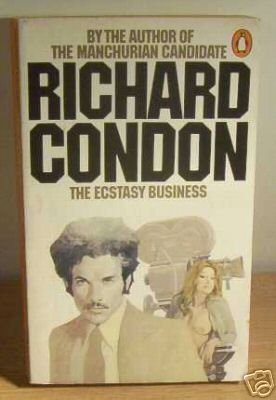 BY THE AUTHOR OF
THE MANCHURIAN CANDIDATE
RICHARD
CONDON
THE ECSTASY BUSINESS